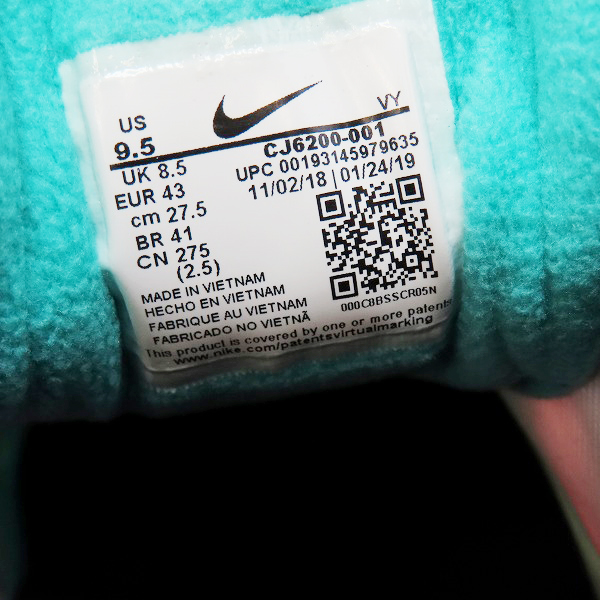 US
9.5
VY
CJ6200-001
UPC 00193145979635
11/02/18 | 01/24/19
UK 8.5
EUR 43
cm 27.5
BR 41
CN 275
(2.5)
000C8BSSCR05N
MADE IN VIETNAM
HECHO EN VIETNAM
FABRIQUE AU VIETNAM
FABRICADO NO VIETNÃ
This product is covered by one or more patents
www.nike.com/patentsvirtualmarking